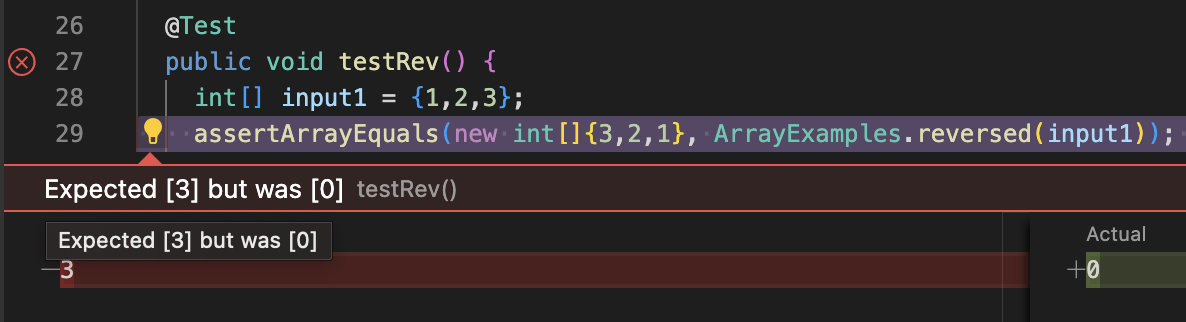 26 @Test
27 public void testRev() {
28 int[] input1 = {1,2,3};
29 assertArrayEquals(new int[]{3,2,1}, ArrayExamples.reversed(input1));
Expected [3] but was [0] testRev()
Expected [3] but was [0]
Actual
—3
+0